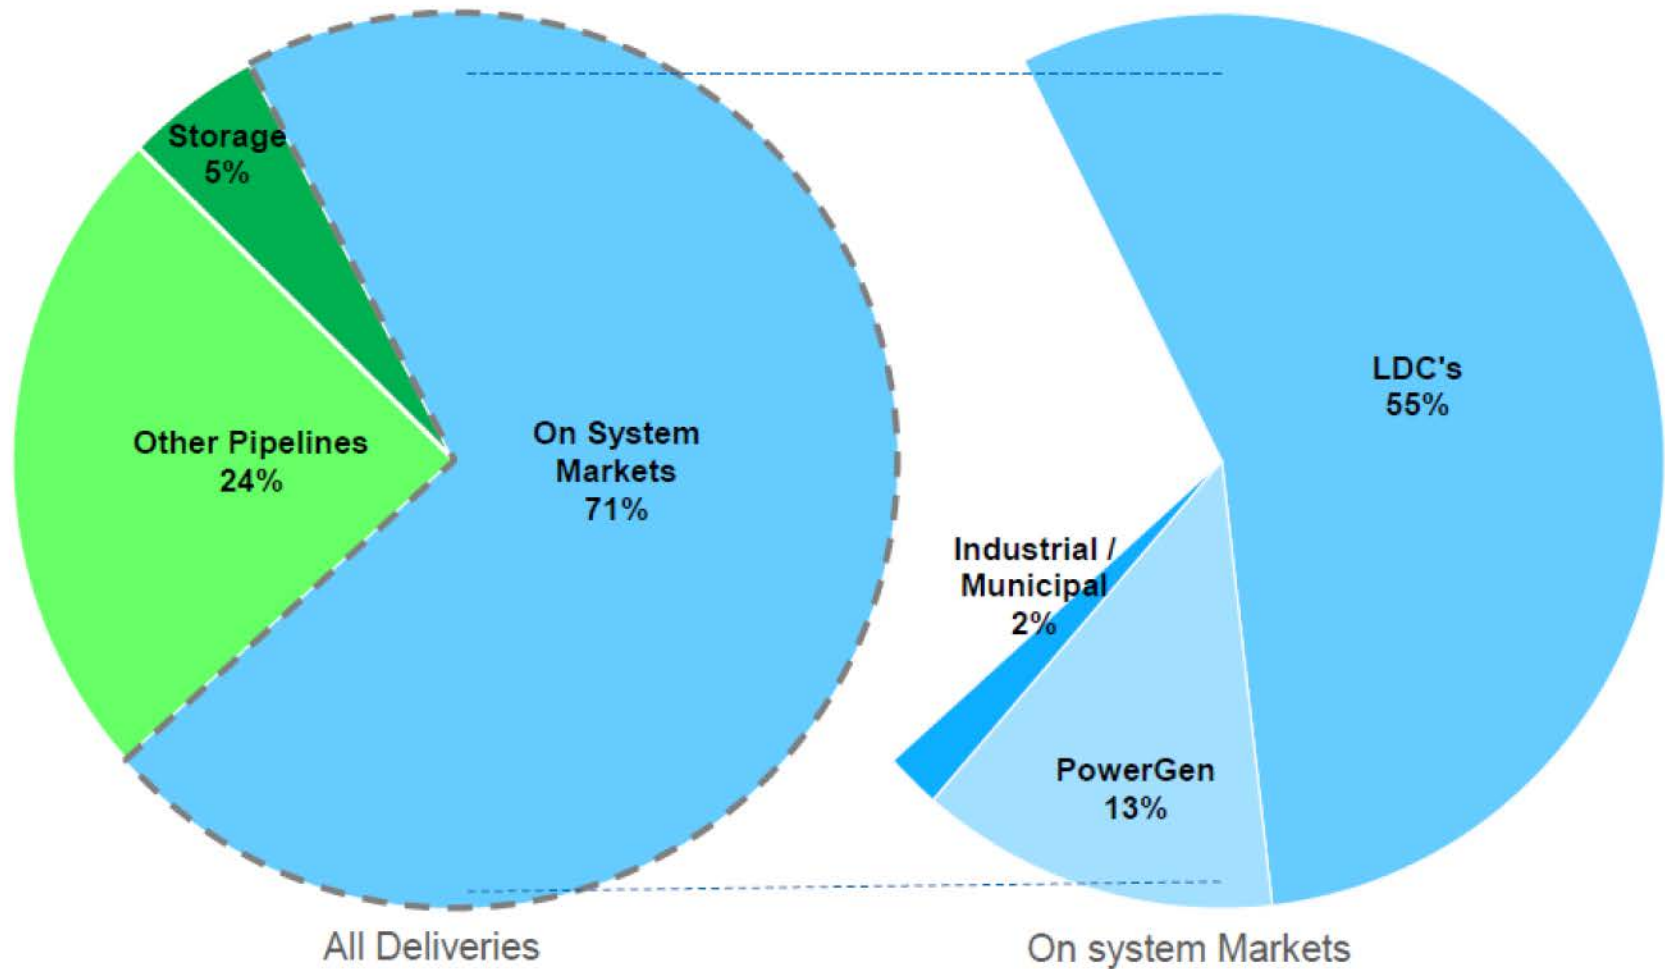 Storage
5%
Other Pipelines
24%
On System
Markets
71%
All Deliveries
LDC's
55%
Industrial /
Municipal
2%
PowerGen
13%
On system Markets